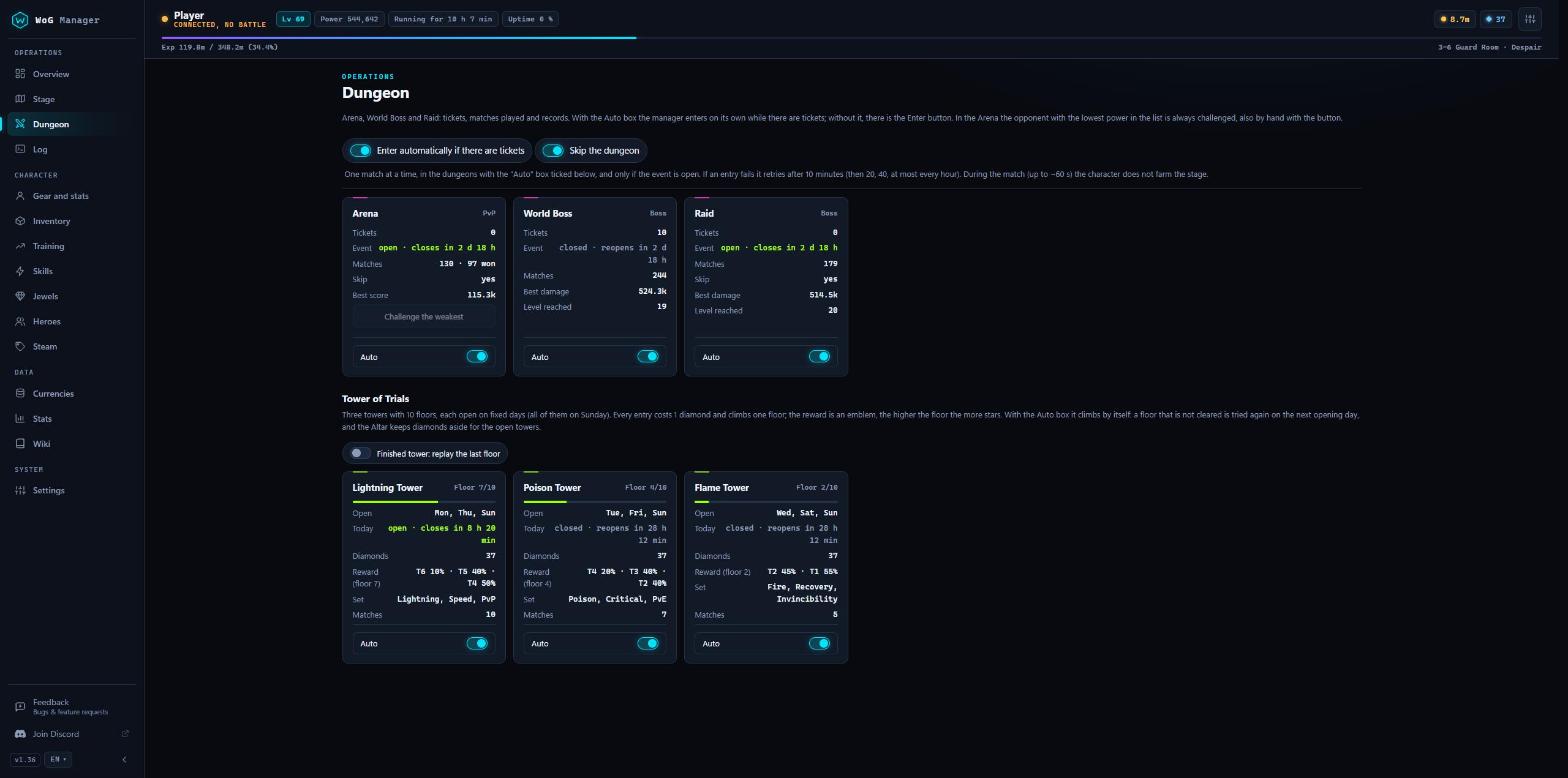 WoG Manager
OPERATIONS
Overview
Stage
Dungeon
Log
CHARACTER
Gear and stats
Inventory
Training
Skills
Jewels
Heroes
Steam
DATA
Currencies
Stats
Wiki
SYSTEM
Settings
Feedback
Bugs & feature requests
Join Discord
v1.36 EN
Player
CONNECTED, NO BATTLE
Lv 69 Power 544,642 Running for 10 h 7 min Uptime 0 %
8.7m 37
Exp 119.8m / 348.2m (34.4%)
3-6 Guard Room · Despair
OPERATIONS
Dungeon
Arena, World Boss and Raid: tickets, matches played and records. With the Auto box the manager enters on its own while there are tickets; without it, there is the Enter button. In the Arena the opponent with the lowest power in the list is always challenged, also by hand with the button.
Enter automatically if there are tickets Skip the dungeon
One match at a time, in the dungeons with the "Auto" box ticked below, and only if the event is open. If an entry fails it retries after 10 minutes (then 20, 40, at most every hour). During the match (up to ~60 s) the character does not farm the stage.
Arena PvP
Tickets 0
Event open · closes in 2 d 18 h
Matches 130 · 97 won
Skip yes
Best score 115.3k
Challenge the weakest
Auto
World Boss Boss
Tickets 10
Event closed · reopens in 2 d
18 h
Matches 244
Best damage 524.3k
Level reached 19
Auto
Raid Boss
Tickets 0
Event open · closes in 2 d 18 h
Matches 179
Skip yes
Best damage 514.5k
Level reached 20
Auto
Tower of Trials
Three towers with 10 floors, each open on fixed days (all of them on Sunday). Every entry costs 1 diamond and climbs one floor; the reward is an emblem, the higher the floor the more stars. With the Auto box it climbs by itself: a floor that is not cleared is tried again on the next opening day,
and the Altar keeps diamonds aside for the open towers.
Finished tower: replay the last floor
Lightning Tower Floor 7/10
Open Mon, Thu, Sun
Today open · closes in 8 h 20
min
Diamonds 37
Reward T6 10% · T5 40% ·
(floor 7) T4 50%
Set Lightning, Speed, PvP
Matches 10
Auto
Poison Tower Floor 4/10
Open Tue, Fri, Sun
Today closed · reopens in 28 h
12 min
Diamonds 37
Reward T4 20% · T3 40% ·
(floor 4) T2 40%
Set Poison, Critical, PvE
Matches 7
Auto
Flame Tower Floor 2/10
Open Wed, Sat, Sun
Today closed · reopens in 28 h
12 min
Diamonds 37
Reward (floor 2) T2 45% · T1 55%
Set Fire, Recovery,
Invincibility
Matches 5
Auto